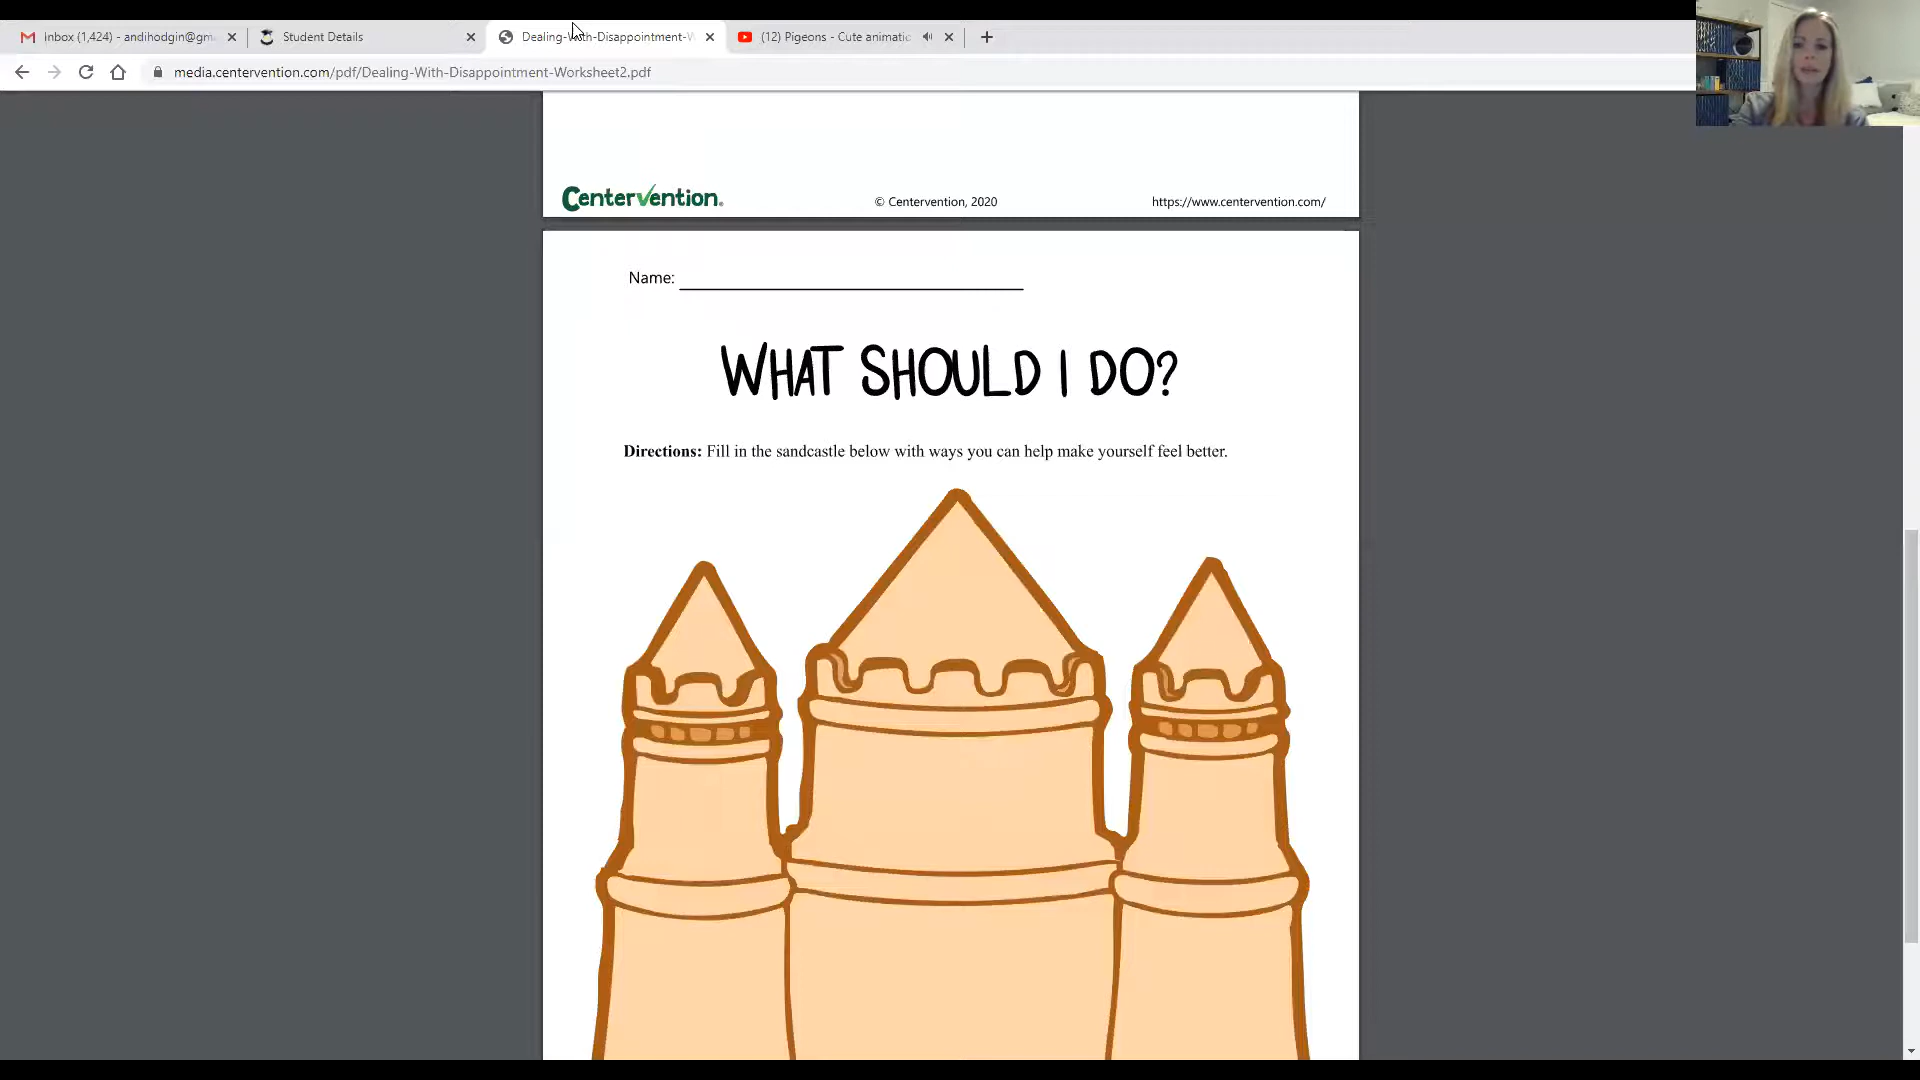 Inbox (1,424) - andihodgin@gm
Student Details
Dealing-With-Disappointment-W
(12) Pigeons - Cute animatic
media.centervention.com/pdf/Dealing-With-Disappointment-Worksheet2.pdf
Centervention.
© Centervention, 2020
https://www.centervention.com/
Name:
WHAT SHOULD I DO?
Directions: Fill in the sandcastle below with ways you can help make yourself feel better.